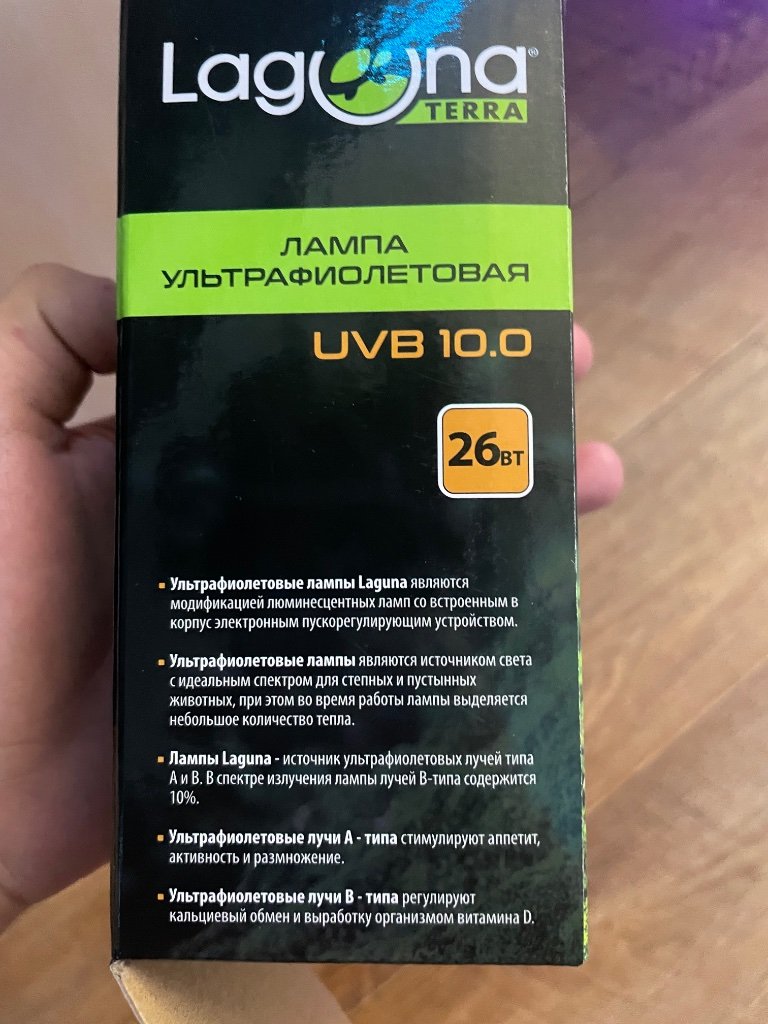 Laguna®
TERRA
ЛАМПА
УЛЬТРАФИОЛЕТОВАЯ
UVB 10.0
26ВТ
▪ Ультрафиолетовые лампы Laguna являются
модификацией люминесцентных ламп со встроенным в
корпус электронным пускорегулирующим устройством.
▪ Ультрафиолетовые лампы являются источником света
с идеальным спектром для степных и пустынных
животных, при этом во время работы лампы выделяется
небольшое количество тепла.
▪ Лампы Laguna - источник ультрафиолетовых лучей типа
А и В. В спектре излучения лампы лучей В-типа содержится
10%.
▪ Ультрафиолетовые лучи А - типа стимулируют аппетит,
активность и размножение.
▪ Ультрафиолетовые лучи В - типа регулируют
кальциевый обмен и выработку организмом витамина D.